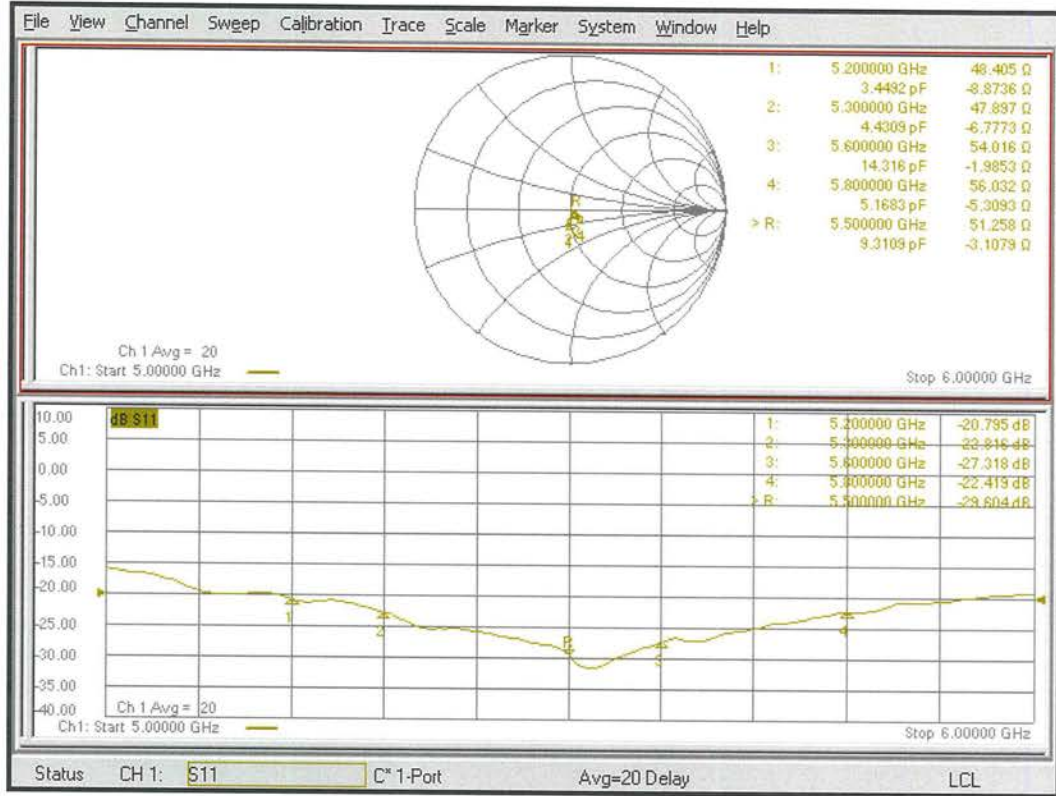 File View Channel Sweep Calibration Trace Scale Marker System Window Help
1: 5.200000 GHz 48.405 Ω
3.4492 pF -8.8736 Ω
2: 5.300000 GHz 47.897 Ω
4.4309 pF -6.7773 Ω
3: 5.600000 GHz 54.016 Ω
14.316 pF -1.9853 Ω
4: 5.800000 GHz 56.032 Ω
5.1683 pF -5.3093 Ω
> R: 5.500000 GHz 51.258 Ω
9.3109 pF -3.1079 Ω
R
2 4
Ch 1 Avg = 20
Ch1: Start 5.00000 GHz Stop 6.00000 GHz
10.00 dB S11 1: 5.200000 GHz -20.795 dB
5.00 2: 5.300000 GHz -23.816 dB
0.00 3: 5.600000 GHz -27.318 dB
4: 5.800000 GHz -22.419 dB
-5.00 > R: 5.500000 GHz -29.604 dB
-10.00
-15.00
-20.00
1
2
4
-25.00
R
3
-30.00
-35.00
-40.00 Ch 1 Avg = 20
Ch1: Start 5.00000 GHz Stop 6.00000 GHz
Status CH 1: S11 C* 1-Port Avg=20 Delay LCL